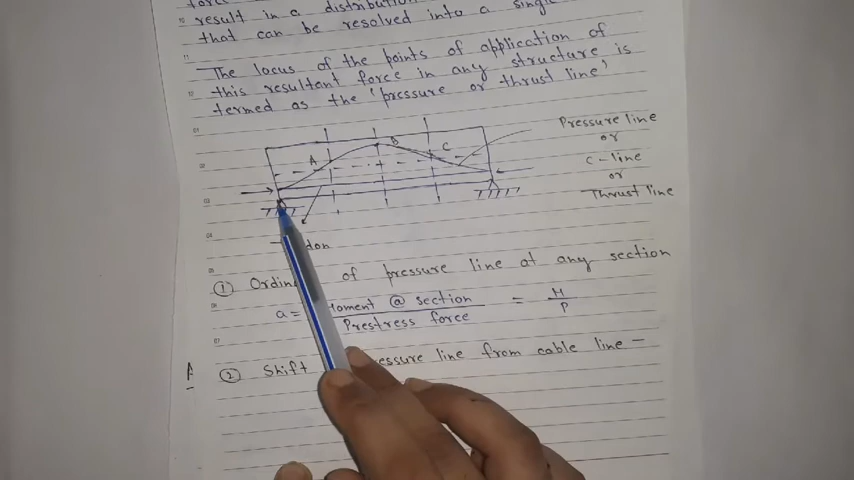 force
result in a distribution
that can be resolved into a single
The locus of the points of application of
this resultant force in any structure is
termed as the 'pressure or thrust line'
Pressure line
or
C-line
or
Thrust line
A
B
C
① of pressure line at any section
a = Moment @ section / Prestress force = M / P
A
② Shift pressure line from cable line -